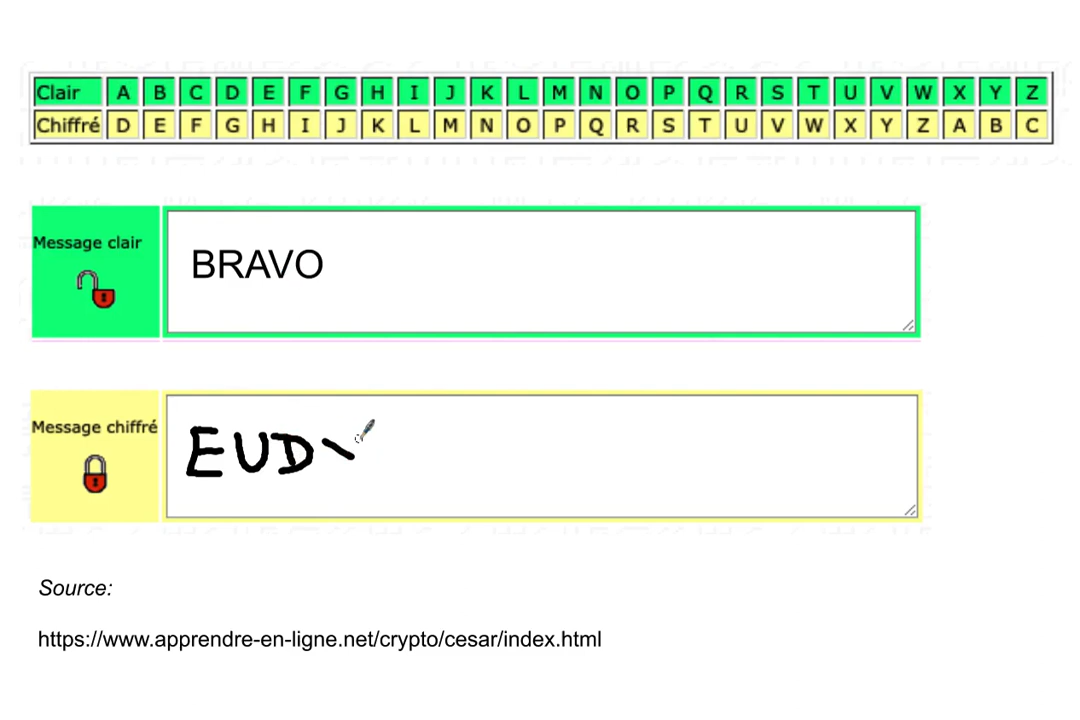 Clair A B C D E F G H I J K L M N O P Q R S T U V W X Y Z
Chiffré D E F G H I J K L M N O P Q R S T U V W X Y Z A B C
Message clair
BRAVO
Message chiffré
EUD
Source:
https://www.apprendre-en-ligne.net/crypto/cesar/index.html